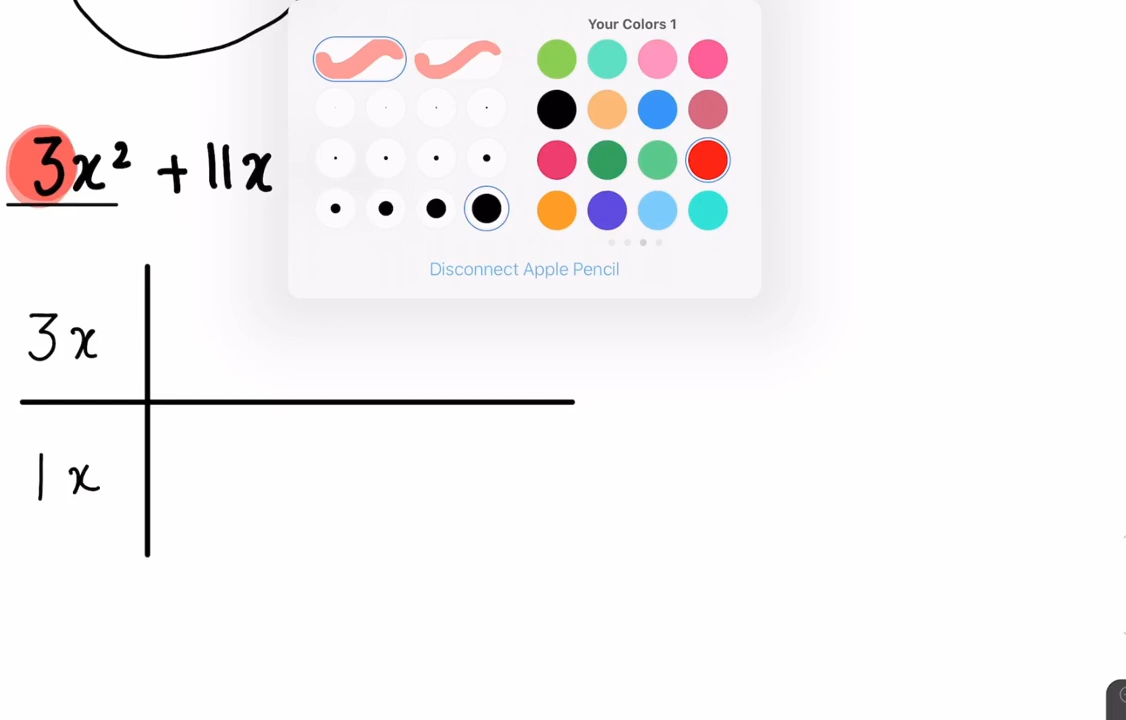 Your Colors 1
3x² + 11x
Disconnect Apple Pencil
3x
1x